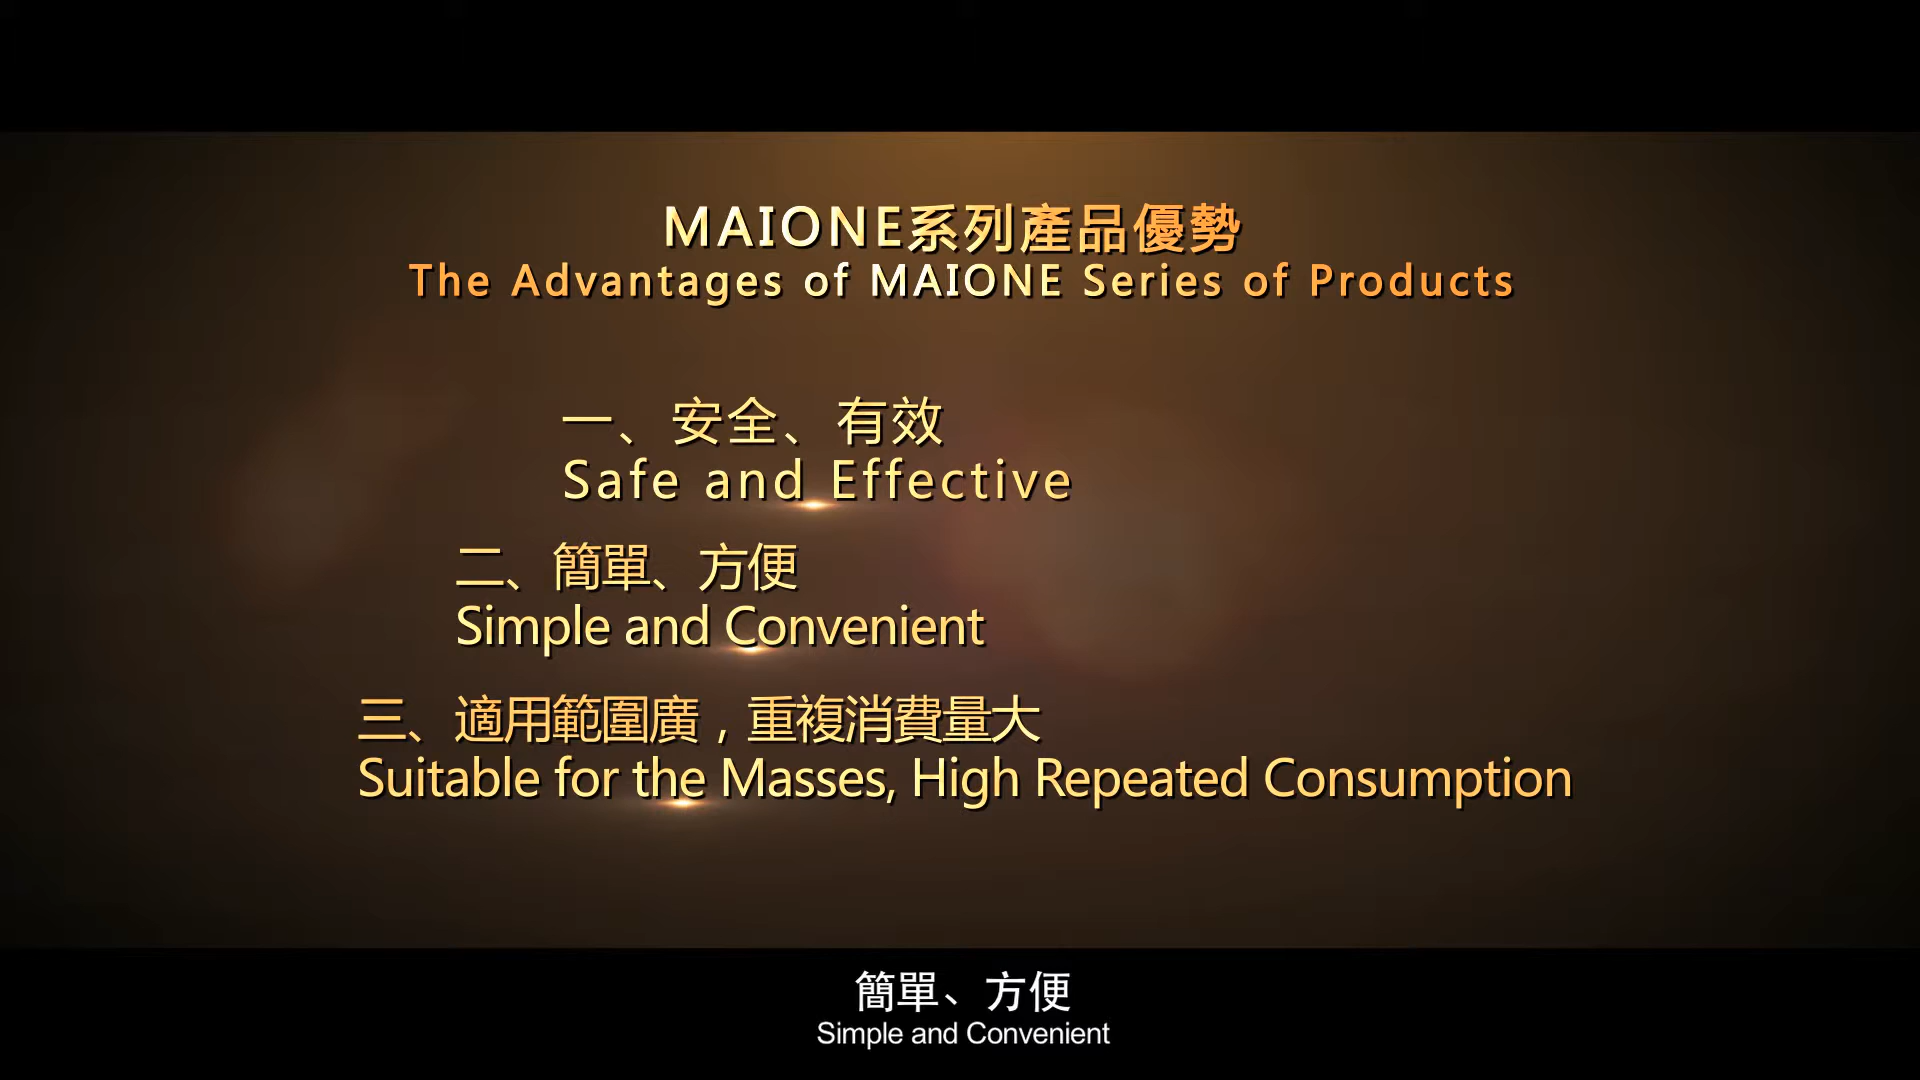 MAIONE系列產品優勢
The Advantages of MAIONE Series of Products
一、安全、有效
Safe and Effective
二、簡單、方便
Simple and Convenient
三、適用範圍廣，重複消費量大
Suitable for the Masses, High Repeated Consumption
簡單、方便
Simple and Convenient